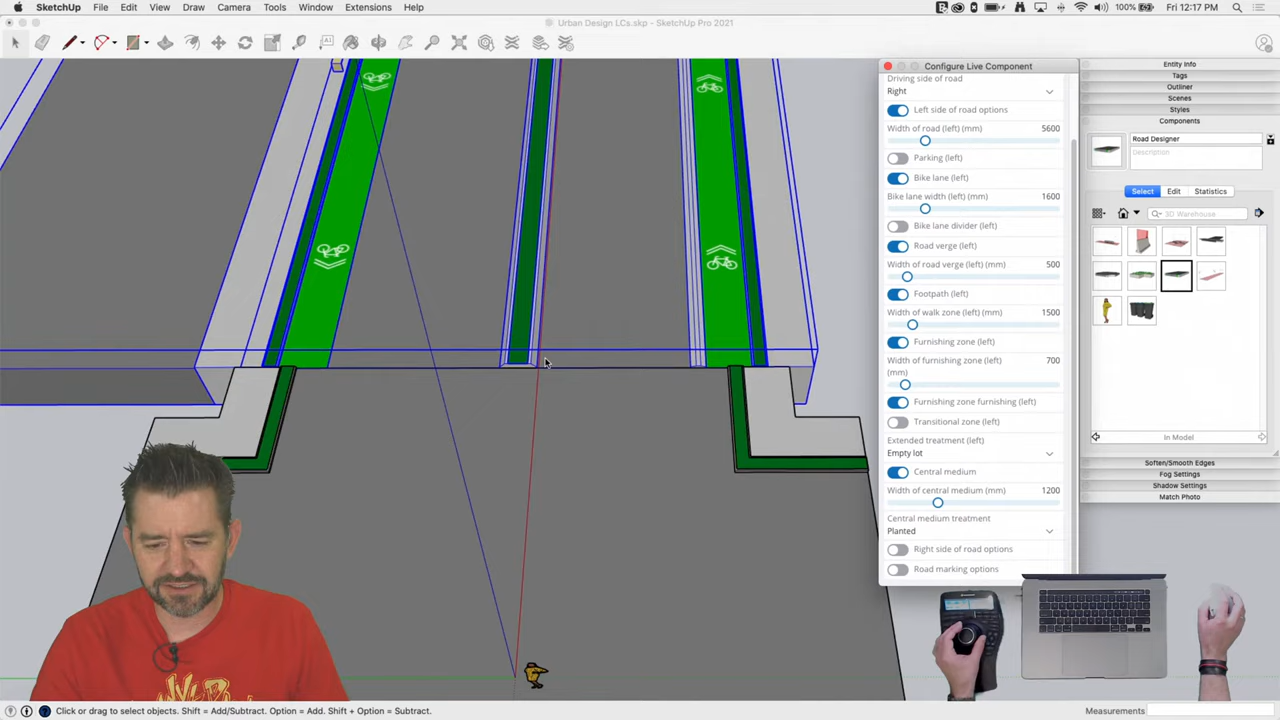 SketchUp File Edit View Draw Camera Tools Window Extensions Help
100% Fri 12:17 PM
Urban Design LCs.skp - SketchUp Pro 2021
Configure Live Component
Driving side of road
Right
Left side of road options
Width of road (left) (mm) 5600
Parking (left)
Bike lane (left)
Bike lane width (left) (mm) 1600
Bike lane divider (left)
Road verge (left)
Width of road verge (left) (mm) 500
Footpath (left)
Width of walk zone (left) (mm) 1500
Furnishing zone (left)
Width of furnishing zone (left) 700
(mm)
Furnishing zone furnishing (left)
Transitional zone (left)
Extended treatment (left)
Empty lot
Central medium
Width of central medium (mm) 1200
Central medium treatment
Planted
Right side of road options
Road marking options
Entity Info
Tags
Outliner
Scenes
Styles
Components
Road Designer
Description
Select Edit Statistics
3D Warehouse
In Model
Soften/Smooth Edges
Fog Settings
Shadow Settings
Match Photo
Click or drag to select objects. Shift = Add/Subtract. Option = Add. Shift + Option = Subtract.
Measurements